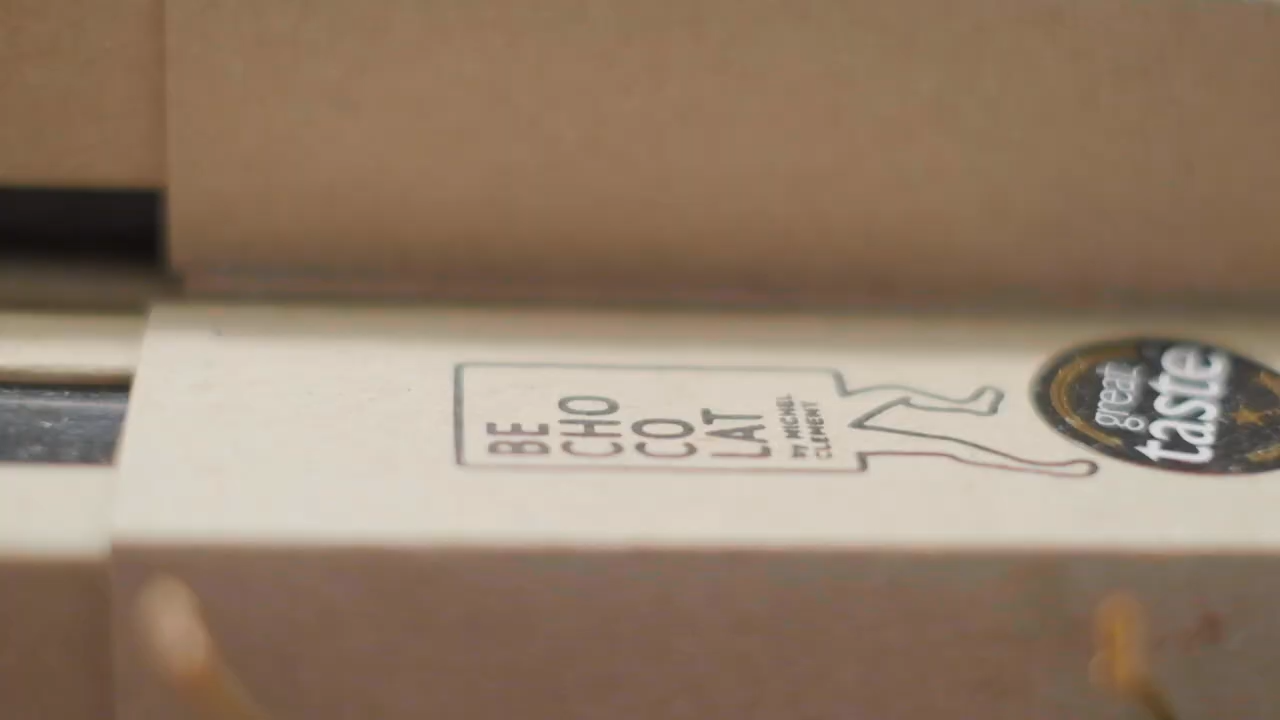 BE
CHO
CO
LAT
BY MICHEL
CLEMENT
great
taste